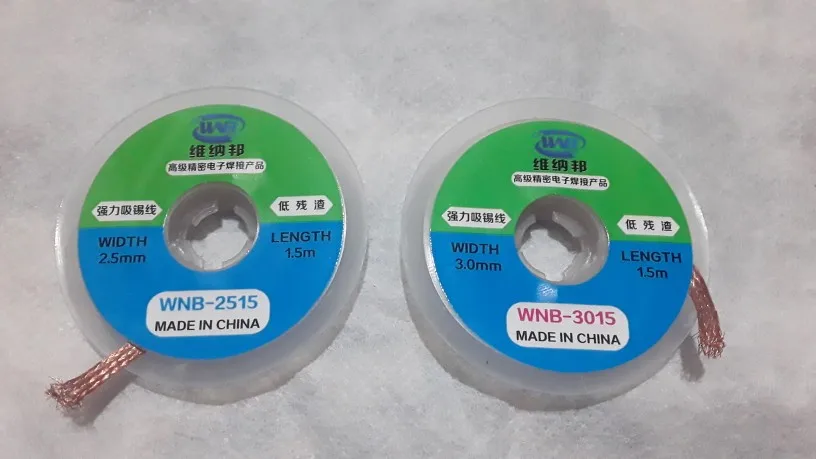 WNB
维纳邦
高级精密电子焊接产品
强力吸锡线
低残渣
WIDTH
2.5mm
LENGTH
1.5m
WNB-2515
MADE IN CHINA
WNB
维纳邦
高级精密电子焊接产品
强力吸锡线
低残渣
WIDTH
3.0mm
LENGTH
1.5m
WNB-3015
MADE IN CHINA